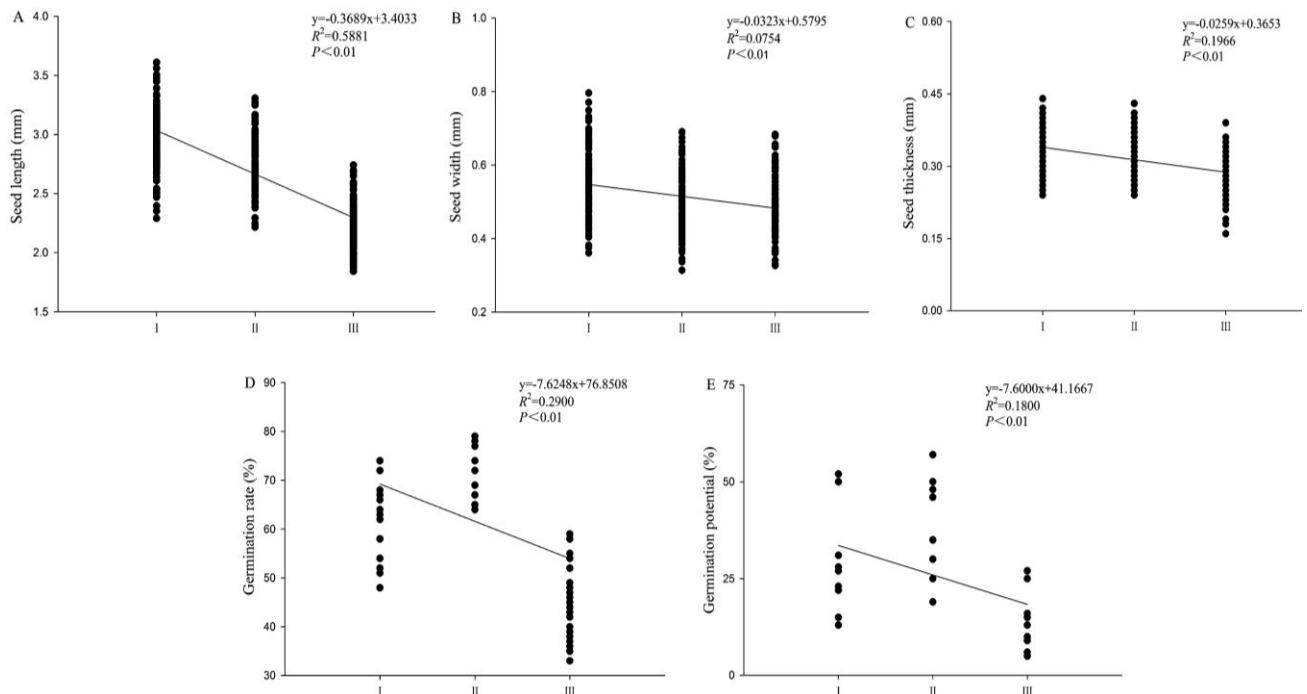 A
y=-0.3689x+3.4033
R²=0.5881
P＜0.01
Seed length (mm)
4.0
3.5
3.0
2.5
2.0
1.5
I II III
B
y=-0.0323x+0.5795
R²=0.0754
P＜0.01
Seed width (mm)
1.0
0.8
0.6
0.4
0.2
I II III
C
y=-0.0259x+0.3653
R²=0.1966
P＜0.01
Seed thickness (mm)
0.60
0.45
0.30
0.15
0.00
I II III
D
y=-7.6248x+76.8508
R²=0.2900
P＜0.01
Germination rate (%)
90
80
70
60
50
40
30
I II III
E
y=-7.6000x+41.1667
R²=0.1800
P＜0.01
Germination potential (%)
75
50
25
0
I II III